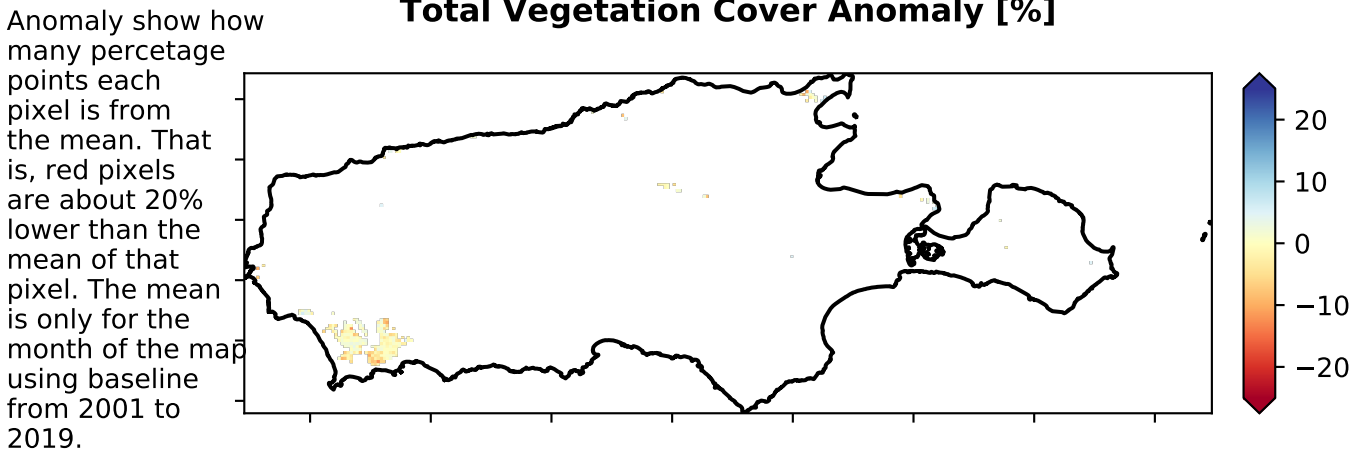 Total Vegetation Cover Anomaly [%]
Anomaly show how
many percetage
points each
pixel is from
the mean. That
is, red pixels
are about 20%
lower than the
mean of that
pixel. The mean
is only for the
month of the map
using baseline
from 2001 to
2019.
20
10
0
−10
−20